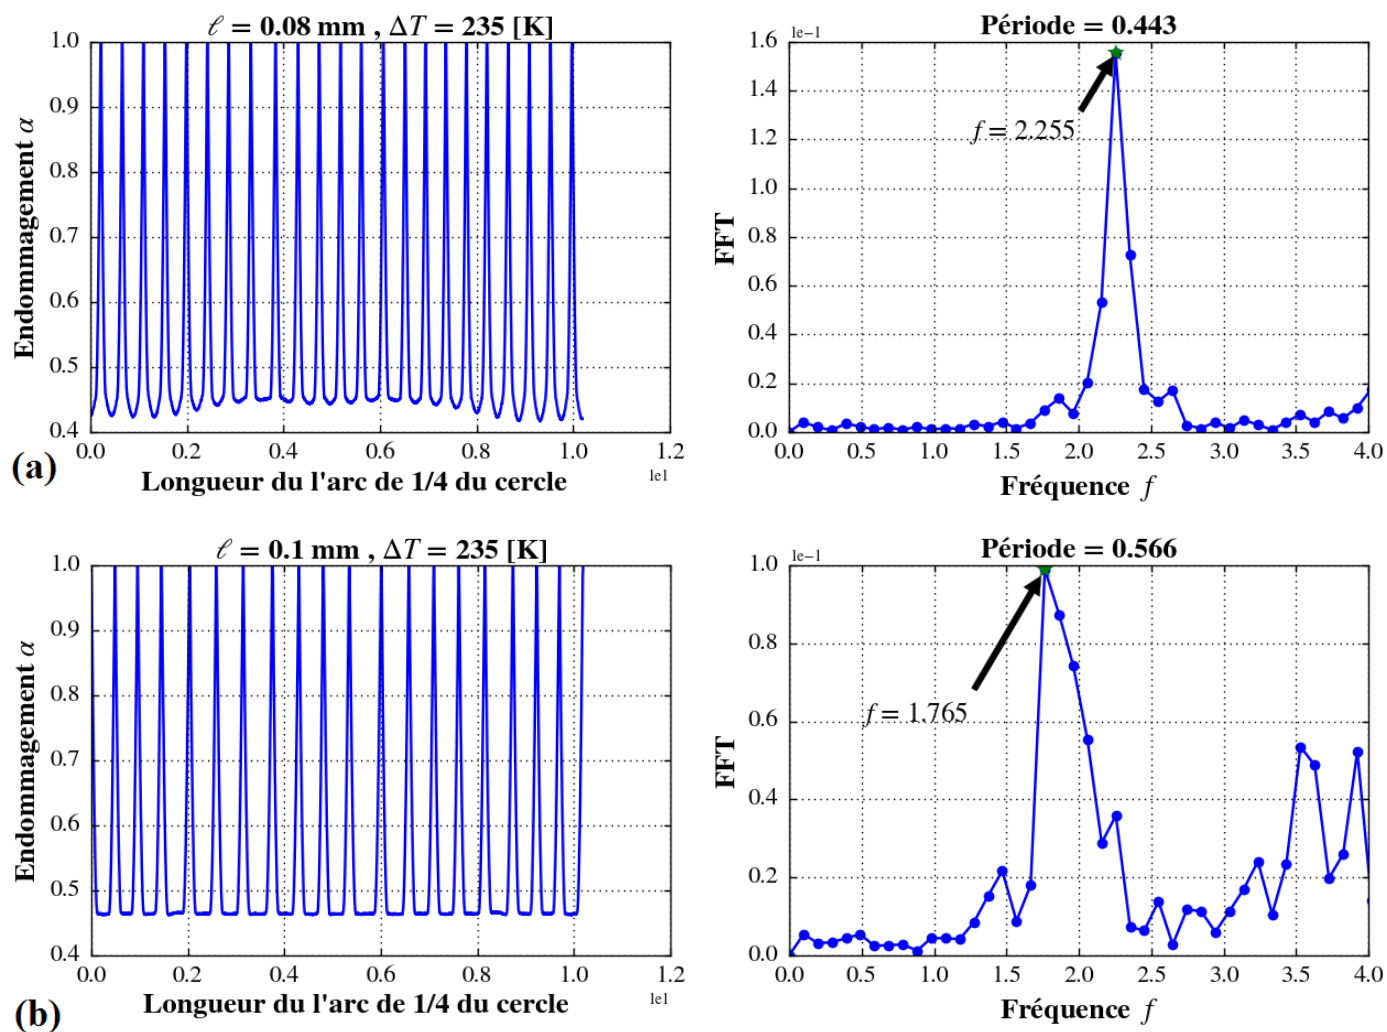 ℓ = 0.08 mm , ΔT = 235 [K]
Endommagement α
1.0
0.9
0.8
0.7
0.6
0.5
0.4
0.0 0.2 0.4 0.6 0.8 1.0 1.2
1e1
Longueur du l'arc de 1/4 du cercle
(a)
Période = 0.443
1e−1
FFT
1.6
1.4
1.2
1.0
0.8
0.6
0.4
0.2
0.0
f = 2.255
0.0 0.5 1.0 1.5 2.0 2.5 3.0 3.5 4.0
Fréquence f
ℓ = 0.1 mm , ΔT = 235 [K]
Endommagement α
1.0
0.9
0.8
0.7
0.6
0.5
0.4
0.0 0.2 0.4 0.6 0.8 1.0 1.2
1e1
Longueur du l'arc de 1/4 du cercle
(b)
Période = 0.566
1e−1
FFT
1.0
0.8
0.6
0.4
0.2
0.0
f = 1.765
0.0 0.5 1.0 1.5 2.0 2.5 3.0 3.5 4.0
Fréquence f